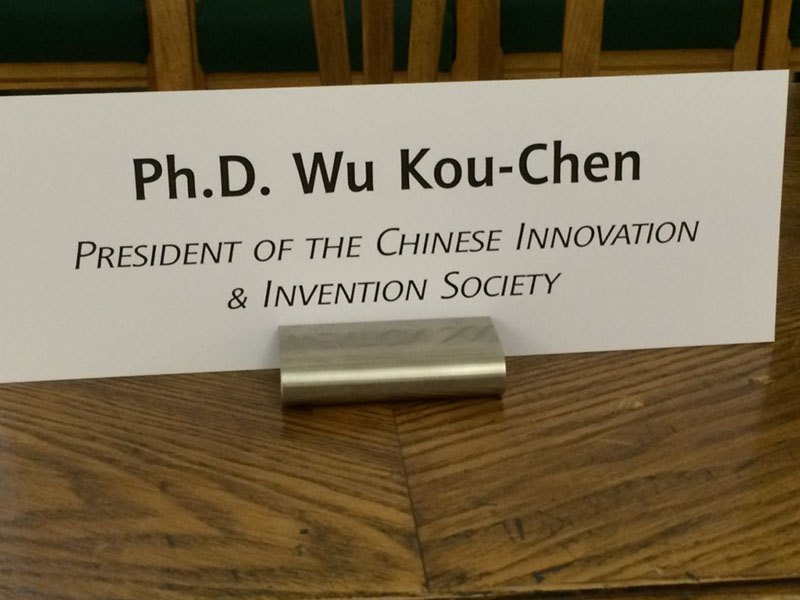 Ph.D. Wu Kou-Chen
President of the Chinese Innovation
& Invention Society